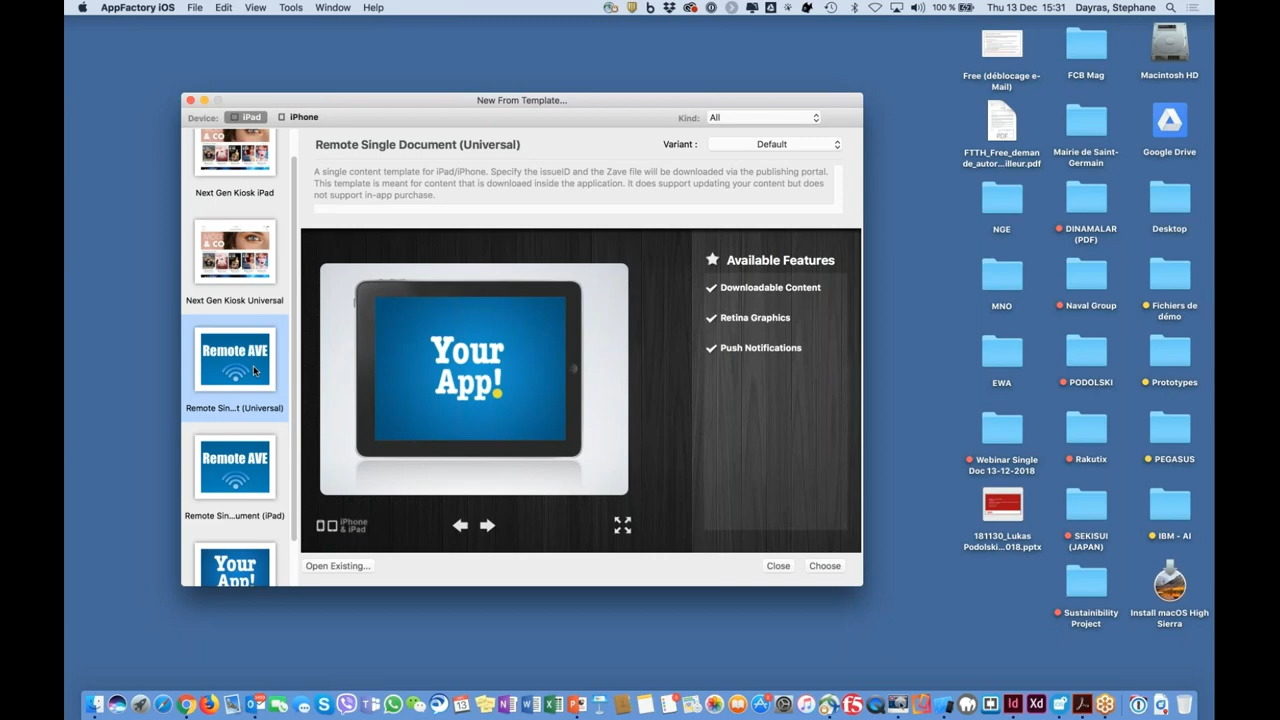 AppFactory iOS File Edit View Tools Window Help
100 % Thu 13 Dec 15:31 Dayras, Stephane
New From Template...
Device: iPad iPhone
Kind: All
Next Gen Kiosk iPad
Next Gen Kiosk Universal
Remote AVE
Remote Sin...t (Universal)
Remote AVE
Remote Sin...ument (iPad)
Your
App!
Remote Single Document (Universal)
Variant : Default
A single content template for iPad/iPhone. Specify the issueID and the Zave file will be downloaded via the publishing portal.
This template is meant for content that is downloaed inside the application. It does support updating your content but does
not support in-app purchase.
Your
App!
Available Features
Downloadable Content
Retina Graphics
Push Notifications
iPhone
& iPad
Open Existing...
Close
Choose
Free (déblocage e-
Mail)
FCB Mag
Macintosh HD
FTTH_Free_deman
de_autor...illeur.pdf
Mairie de Saint-
Germain
Google Drive
NGE
DINAMALAR
(PDF)
Desktop
MNO
Naval Group
Fichiers de
démo
EWA
PODOLSKI
Prototypes
Webinar Single
Doc 13-12-2018
Rakutix
PEGASUS
181130_Lukas
Podolski...018.pptx
SEKISUI
(JAPAN)
IBM - AI
Sustainibility
Project
Install macOS High
Sierra